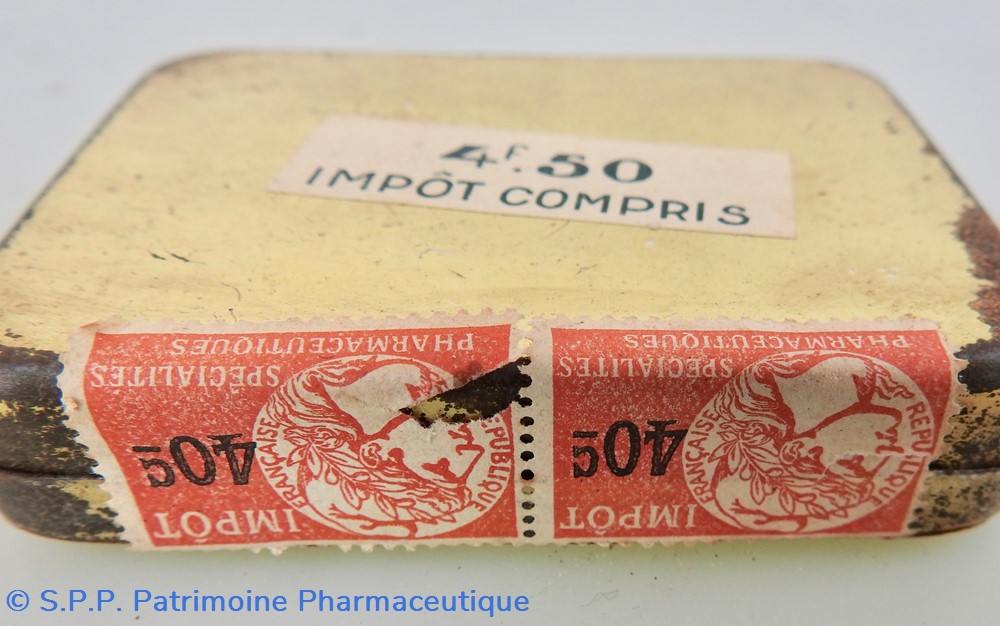 4F.50
IMPÔT COMPRIS
IMPÔT
40c
SPÉCIALITÉS
PHARMACEUTIQUES
RÉPUBLIQUE
FRANÇAISE
IMPÔT
40c
SPÉCIALITÉS
PHARMACEUTIQUES
RÉPUBLIQUE
FRANÇAISE
© S.P.P. Patrimoine Pharmaceutique